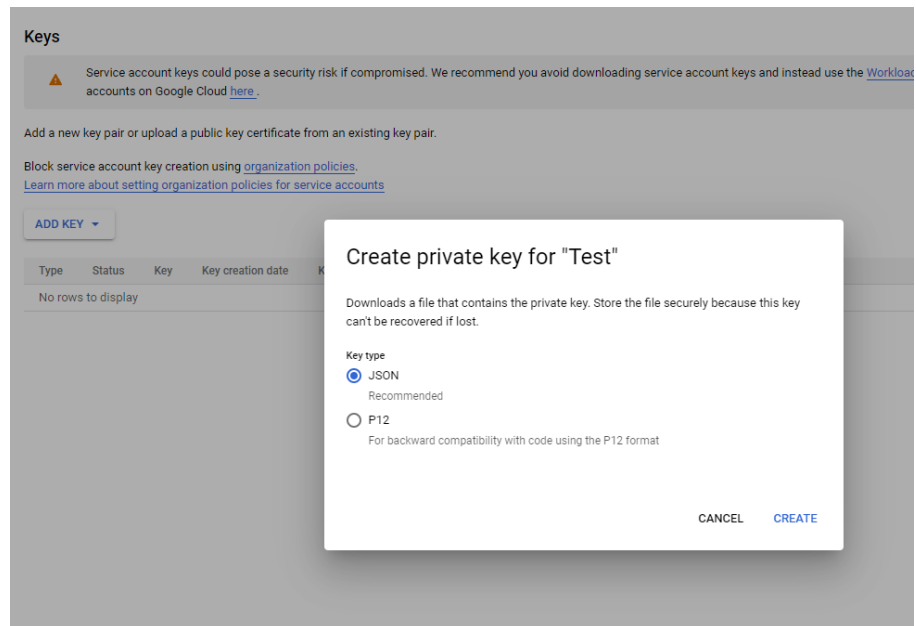 Keys
Service account keys could pose a security risk if compromised. We recommend you avoid downloading service account keys and instead use the Workload
accounts on Google Cloud here .
Add a new key pair or upload a public key certificate from an existing key pair.
Block service account key creation using organization policies.
Learn more about setting organization policies for service accounts
ADD KEY
Type Status Key Key creation date K
No rows to display
Create private key for "Test"
Downloads a file that contains the private key. Store the file securely because this key
can't be recovered if lost.
Key type
JSON
Recommended
P12
For backward compatibility with code using the P12 format
CANCEL CREATE